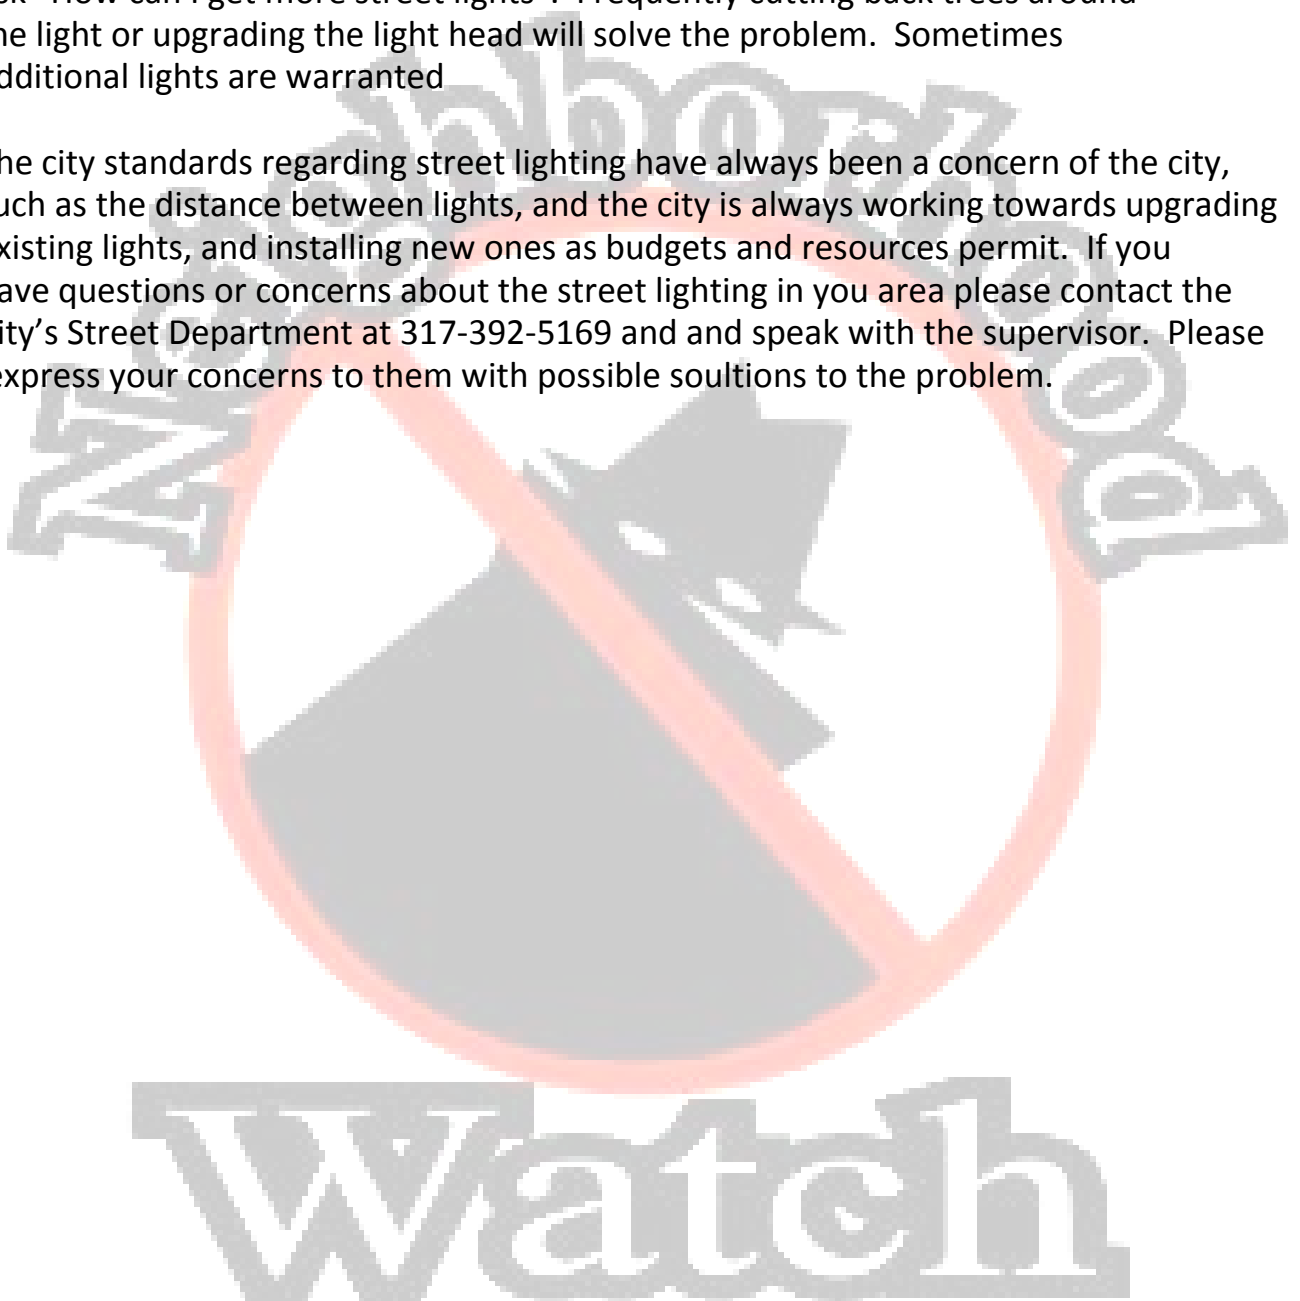 sk "How can I get more street lights"? Frequently cutting back trees around
he light or upgrading the light head will solve the problem.  Sometimes
dditional lights are warranted
he city standards regarding street lighting have always been a concern of the city,
uch as the distance between lights, and the city is always working towards upgrading
xisting lights, and installing new ones as budgets and resources permit.  If you
ave questions or concerns about the street lighting in you area please contact the
ity’s Street Department at 317-392-5169 and and speak with the supervisor.  Please
express your concerns to them with possible soultions to the problem.
Neighborhood
Watch